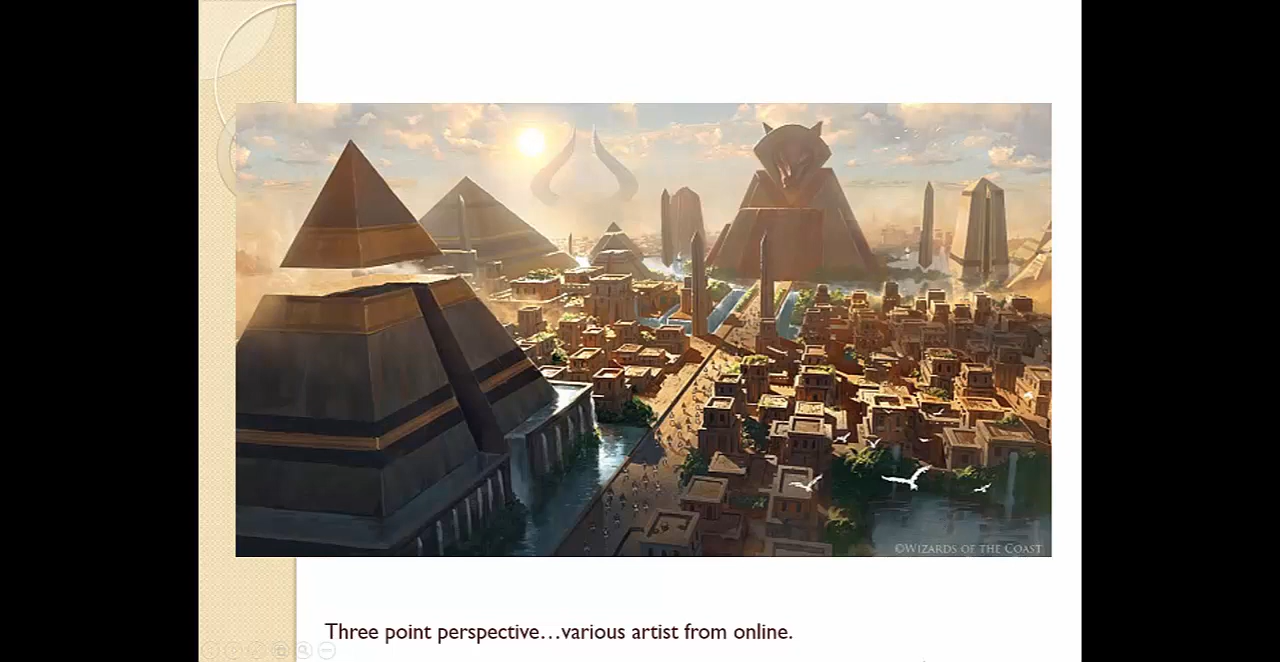 ©Wizards of the Coast
Three point perspective…various artist from online.